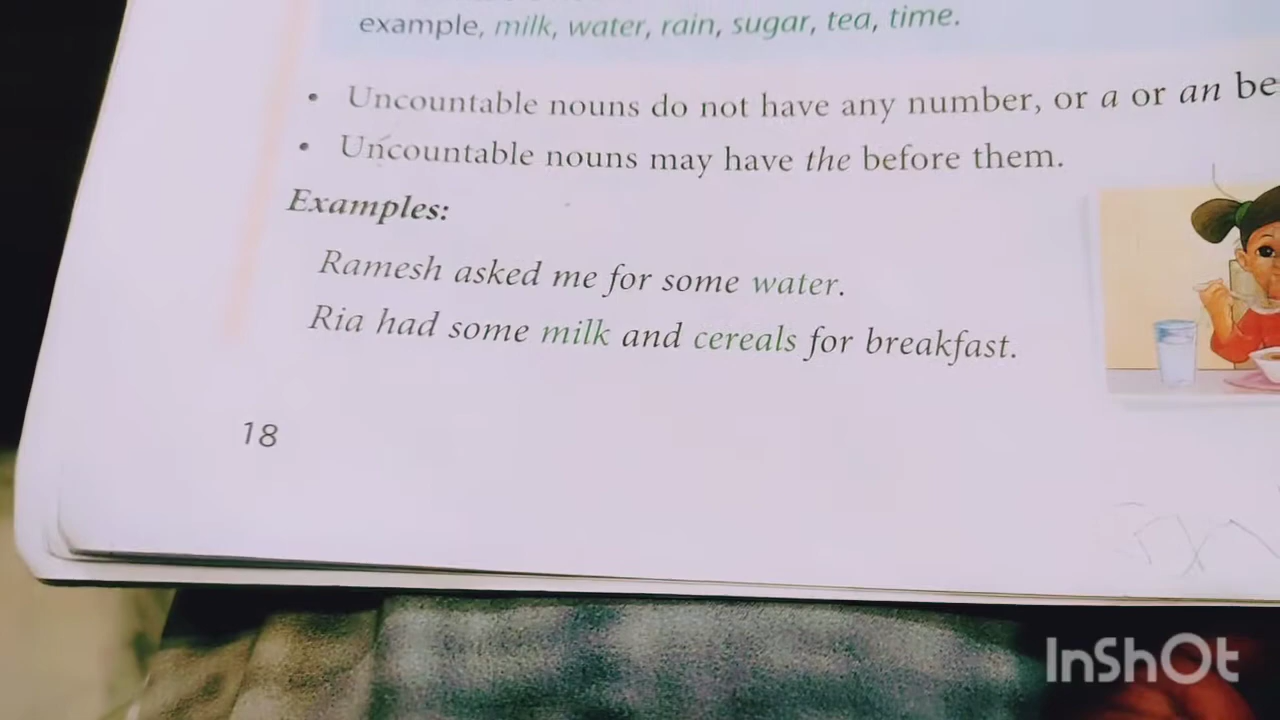 example, milk, water, rain, sugar, tea, time.
• Uncountable nouns do not have any number, or a or an be
• Uncountable nouns may have the before them.
Examples:
Ramesh asked me for some water.
Ria had some milk and cereals for breakfast.
18
InShOt